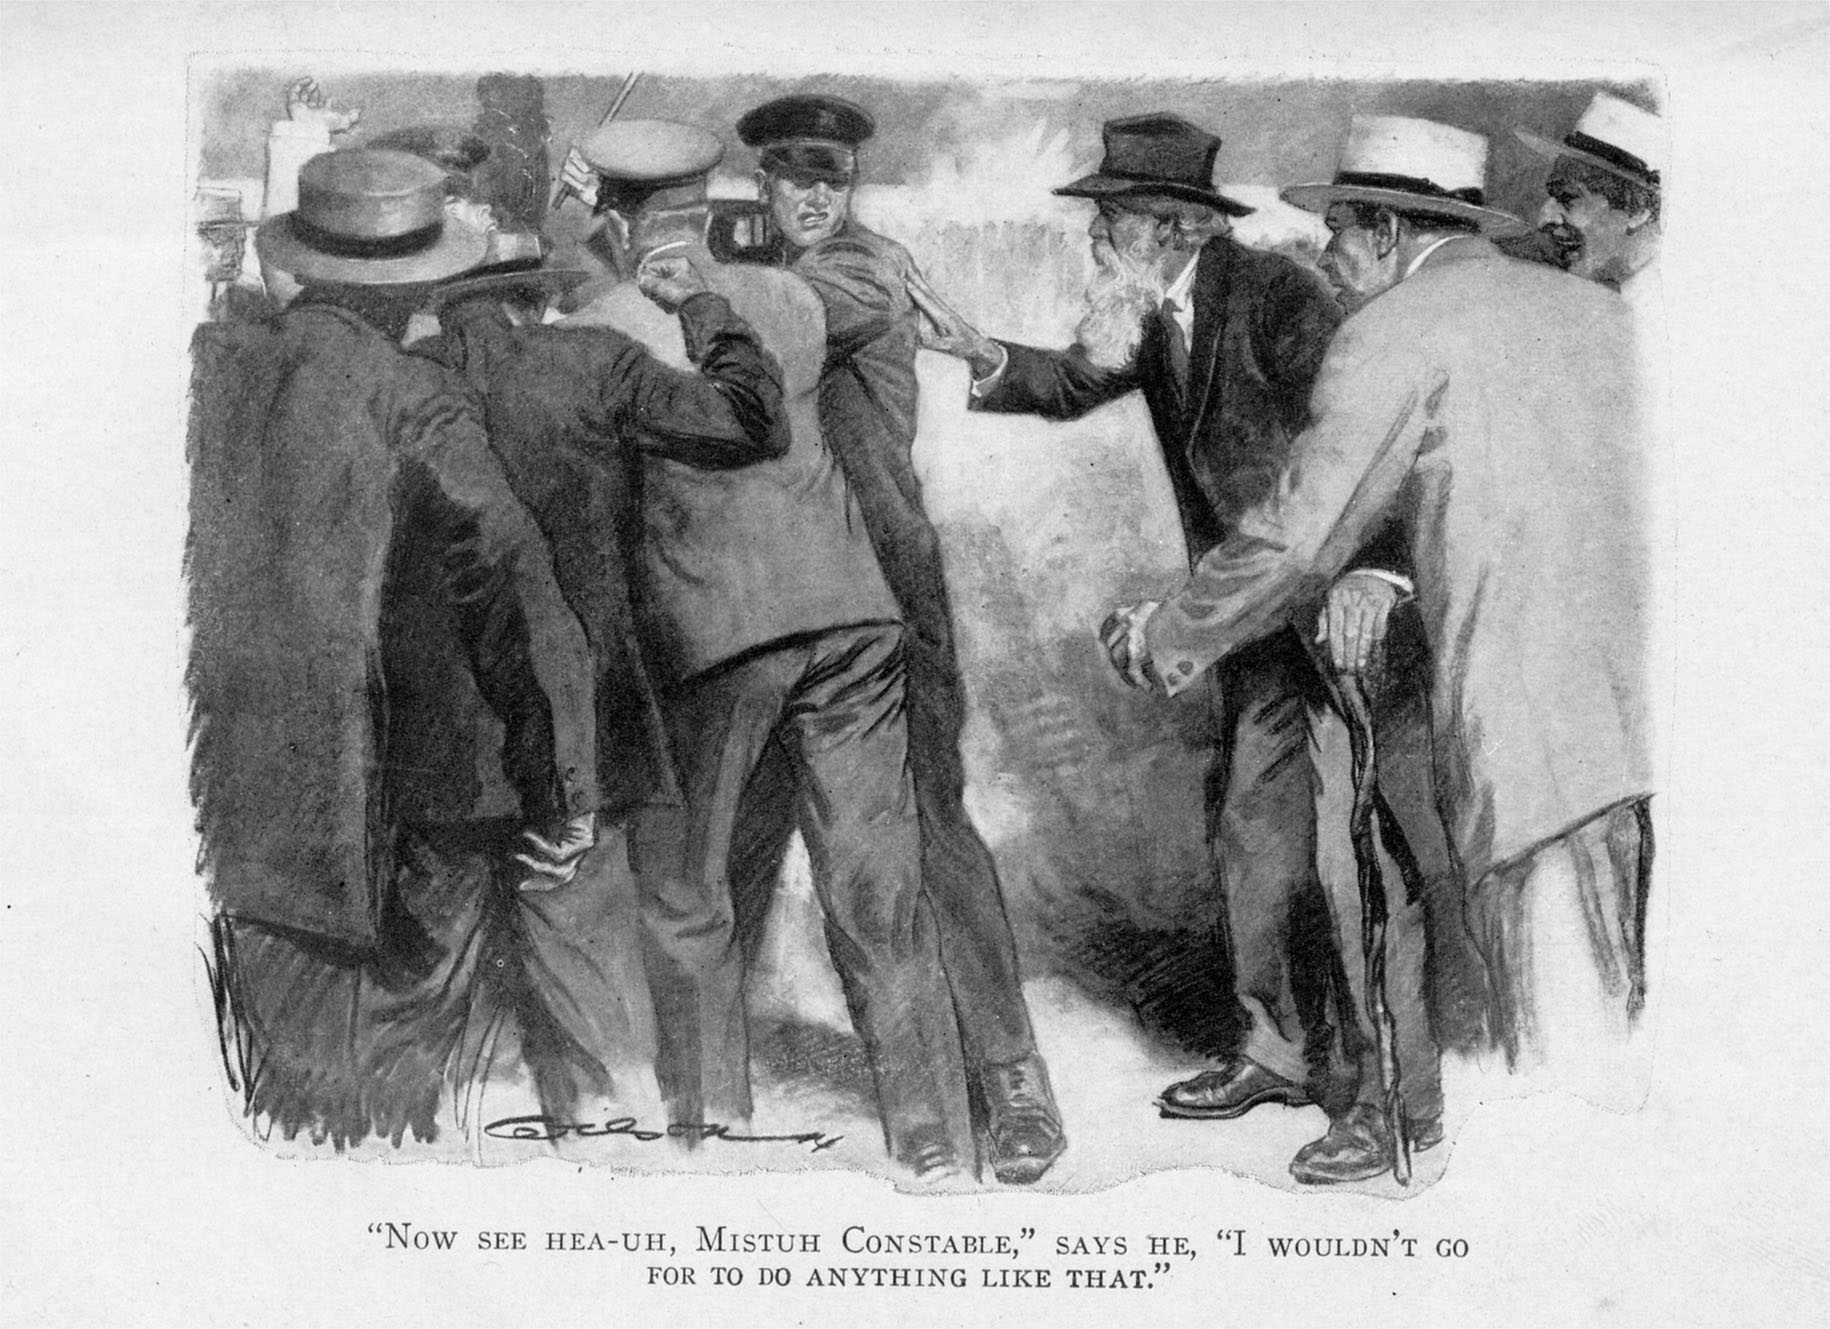 “Now see hea-uh, Mistuh Constable,” says he, “I wouldn’t go
for to do anything like that.”